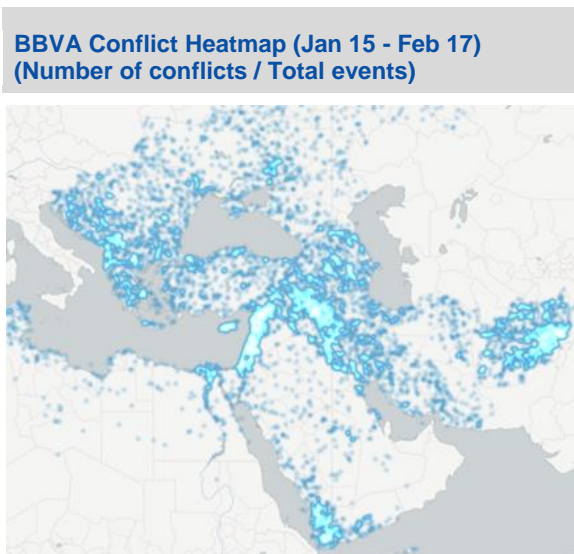 BBVA Conflict Heatmap (Jan 15 - Feb 17)
(Number of conflicts / Total events)